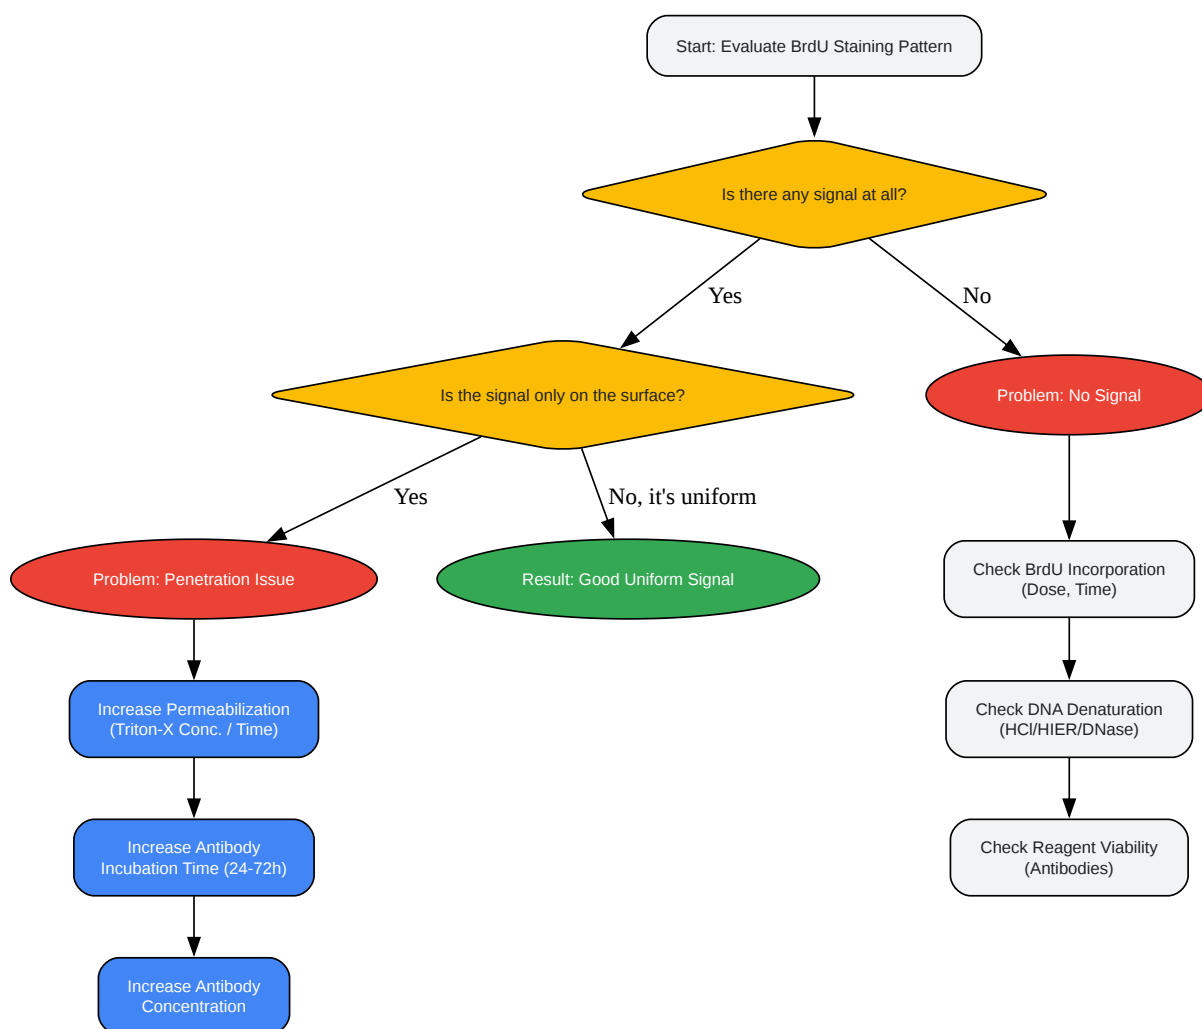 Start: Evaluate BrdU Staining Pattern
Is there any signal at all?
Yes
No
Is the signal only on the surface?
Problem: No Signal
Yes
No, it's uniform
Problem: Penetration Issue
Result: Good Uniform Signal
Check BrdU Incorporation
(Dose, Time)
Increase Permeabilization
(Triton-X Conc. / Time)
Check DNA Denaturation
(HCl/HIER/DNase)
Increase Antibody
Incubation Time (24-72h)
Check Reagent Viability
(Antibodies)
Increase Antibody
Concentration